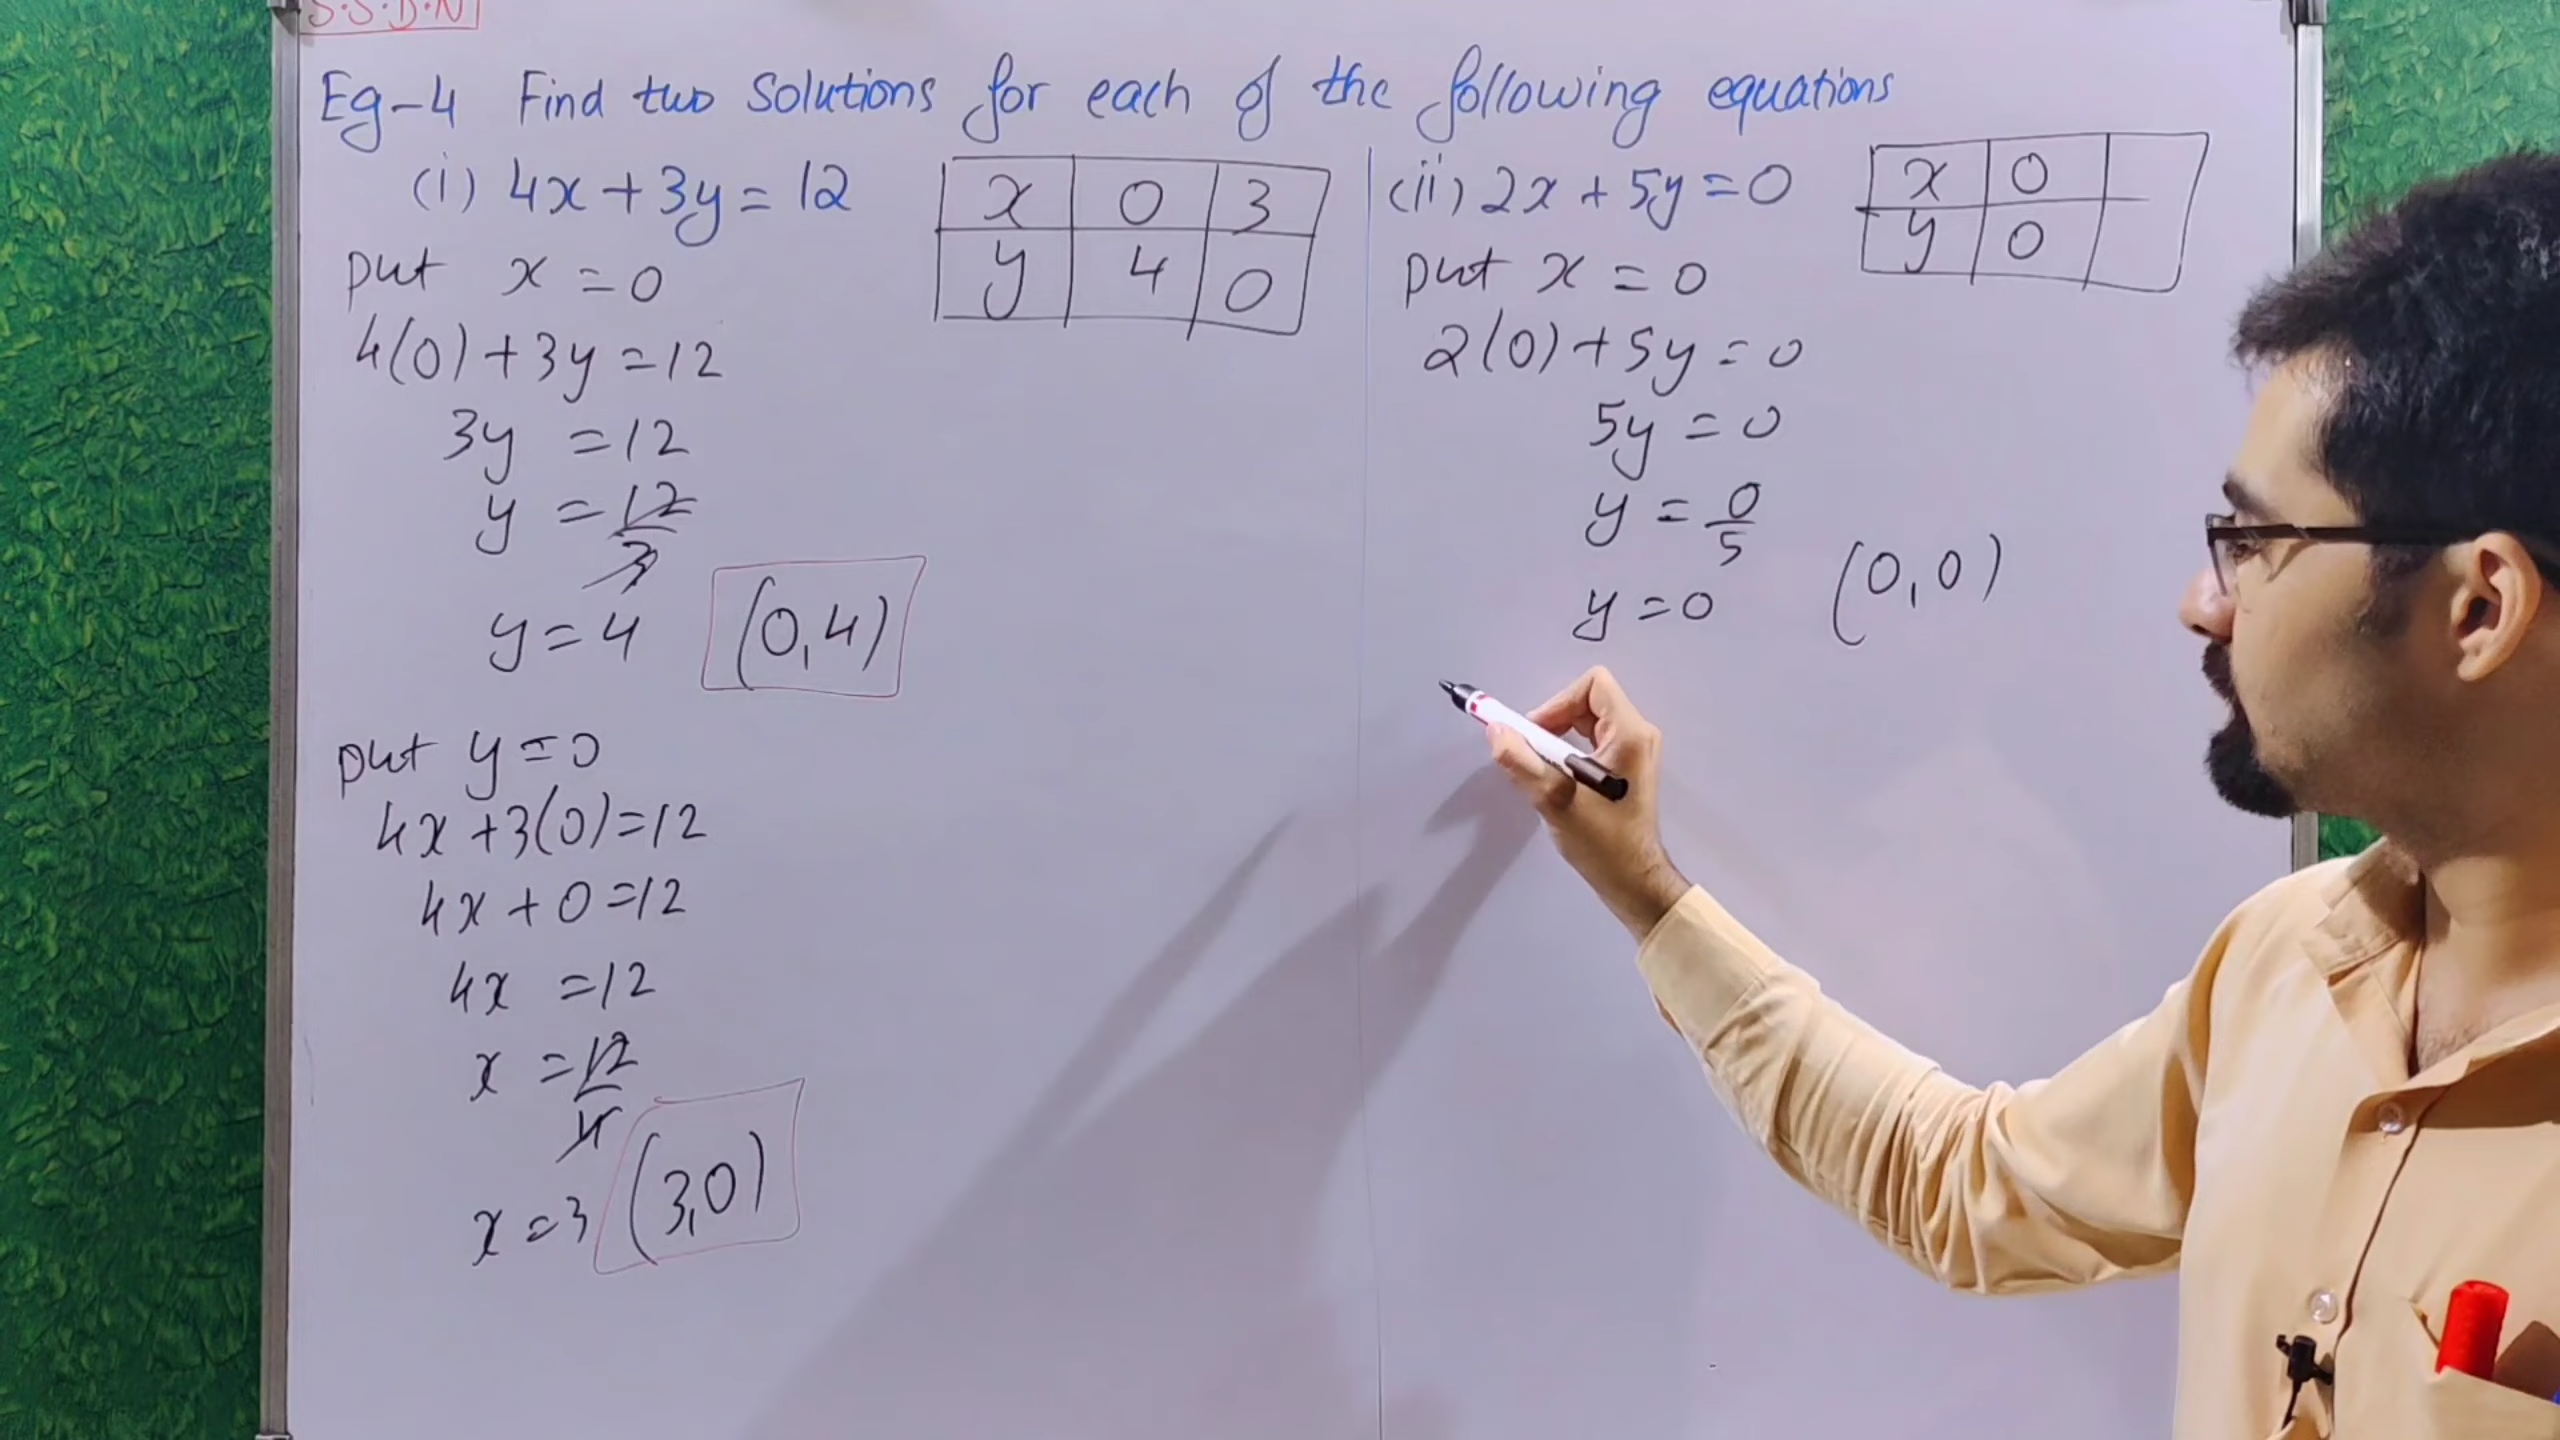 S.S.D.N
Eg-4 Find two solutions for each of the following equations
(i) 4x + 3y = 12
x 0 3
y 4 0
put x = 0
4(0) + 3y = 12
3y = 12
y = 12/3
y = 4 (0,4)
put y = 0
4x + 3(0) = 12
4x + 0 = 12
4x = 12
x = 12/4
x = 3 (3,0)
(ii) 2x + 5y = 0
x 0
y 0
put x = 0
2(0) + 5y = 0
5y = 0
y = 0/5
y = 0 (0,0)